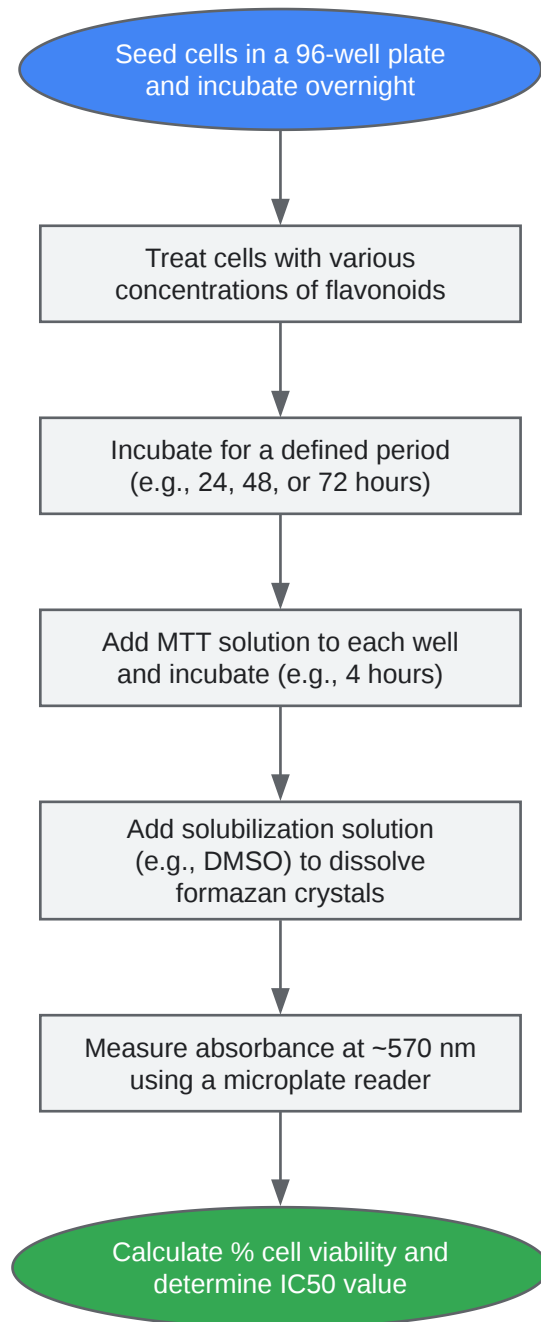 Seed cells in a 96-well plate
and incubate overnight
Treat cells with various
concentrations of flavonoids
Incubate for a defined period
(e.g., 24, 48, or 72 hours)
Add MTT solution to each well
and incubate (e.g., 4 hours)
Add solubilization solution
(e.g., DMSO) to dissolve
formazan crystals
Measure absorbance at ~570 nm
using a microplate reader
Calculate % cell viability and
determine IC50 value